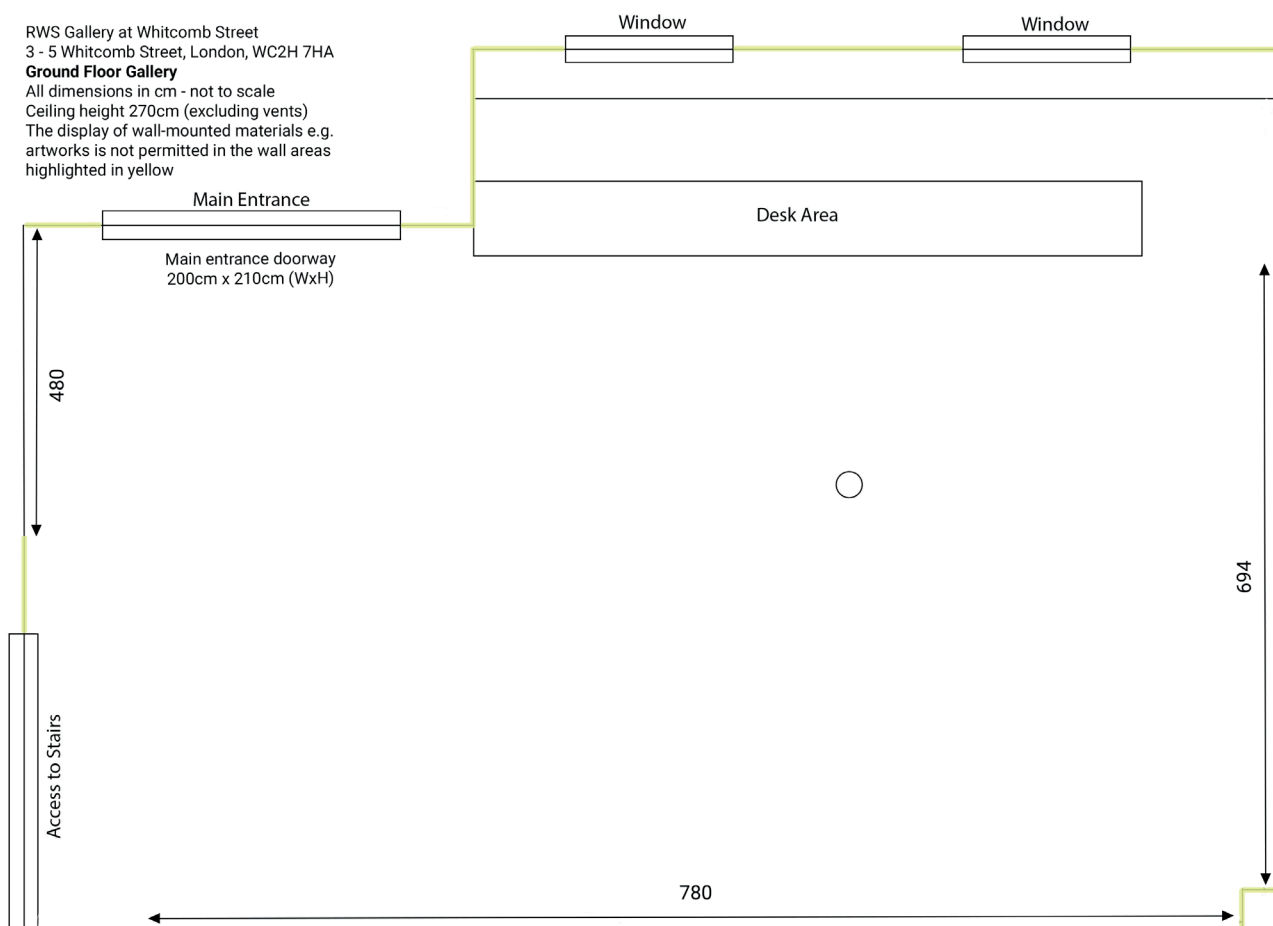 RWS Gallery at Whitcomb Street
3 - 5 Whitcomb Street, London, WC2H 7HA
Ground Floor Gallery
All dimensions in cm - not to scale
Ceiling height 270cm (excluding vents)
The display of wall-mounted materials e.g.
artworks is not permitted in the wall areas
highlighted in yellow
Window
Window
Main Entrance
Desk Area
Main entrance doorway
200cm x 210cm (WxH)
480
694
Access to Stairs
780